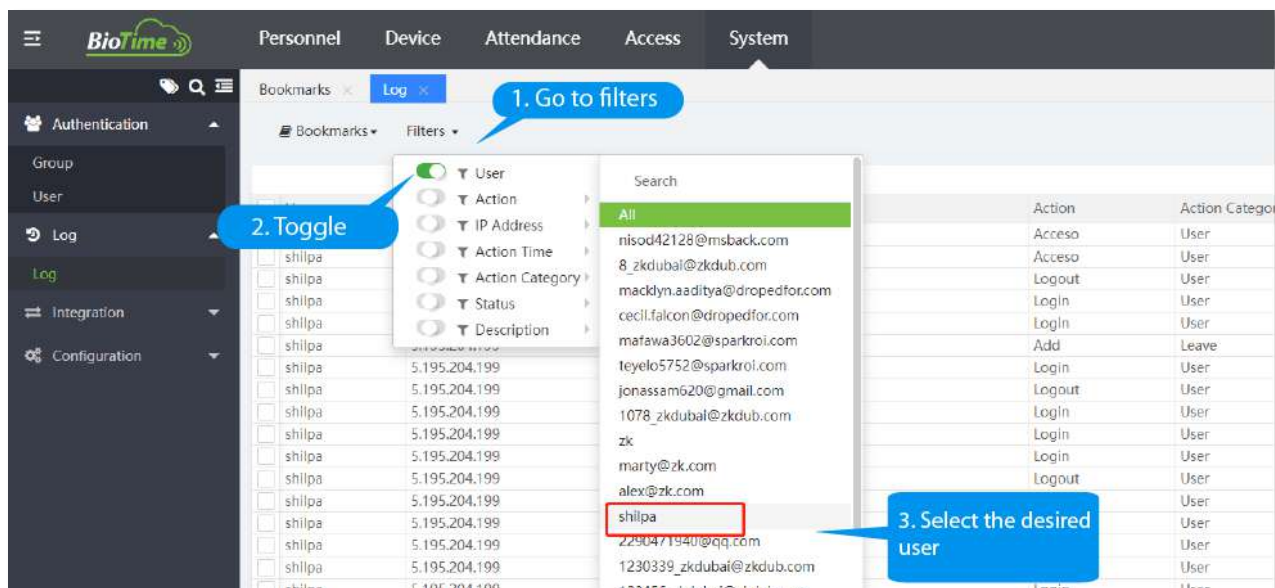 BioTime
Personnel Device Attendance Access System
Bookmarks × Log ×
1. Go to filters
Authentication
Bookmarks Filters
Group
User
User
Search
Action
All
Action Action Catego
2. Toggle
IP Address
Log
nisod42128@msback.com
Acceso User
shilpa
Action Time
8_zkdubai@zkdub.com
Acceso User
Log
shilpa
Action Category
macklyn.aaditya@dropedfor.com
Logout User
shilpa
Status
cecil.falcon@dropedfor.com
Login User
Integration
shilpa
Description
mafawa3602@sparkroi.com
Login User
shilpa
Add Leave
Configuration
shilpa 5.195.204.199 teyelo5752@sparkroi.com Login User
shilpa 5.195.204.199 jonassam620@gmail.com Logout User
shilpa 5.195.204.199 1078_zkdubai@zkdub.com Login User
shilpa 5.195.204.199 zk Login User
shilpa 5.195.204.199 marty@zk.com Login User
shilpa 5.195.204.199 Logout User
shilpa 5.195.204.199 alex@zk.com User
shilpa 5.195.204.199 shilpa User
3. Select the desired
user
shilpa 5.195.204.199 2290471940@qq.com User
shilpa 5.195.204.199 1230339_zkdubai@zkdub.com User